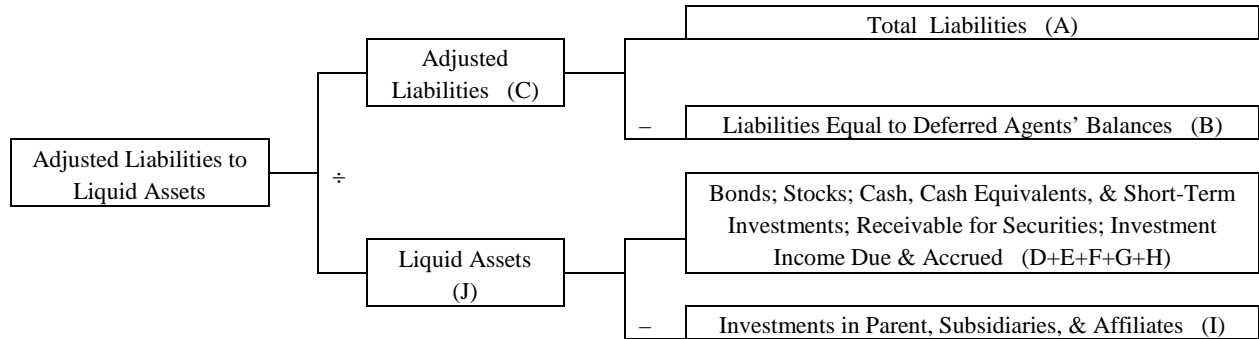 Total Liabilities (A)
Adjusted
Liabilities (C)
– Liabilities Equal to Deferred Agents’ Balances (B)
Adjusted Liabilities to
Liquid Assets
÷
Bonds; Stocks; Cash, Cash Equivalents, & Short-Term
Investments; Receivable for Securities; Investment
Income Due & Accrued (D+E+F+G+H)
Liquid Assets
(J)
– Investments in Parent, Subsidiaries, & Affiliates (I)